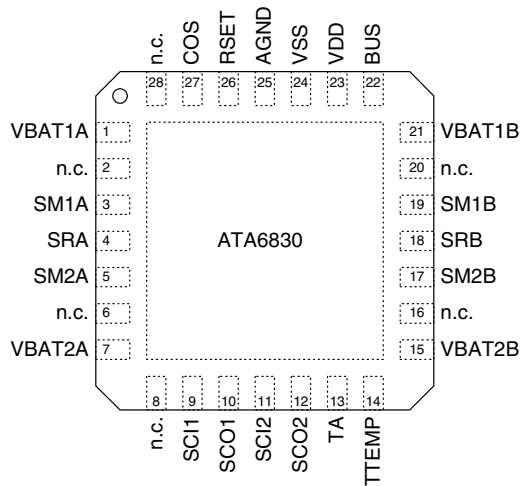 n.c.
COS
RSET
AGND
VSS
VDD
BUS
28
27
26
25
24
23
22
VBAT1A 1
21 VBAT1B
n.c. 2
20 n.c.
SM1A 3
19 SM1B
SRA 4
ATA6830
18 SRB
SM2A 5
17 SM2B
n.c. 6
16 n.c.
VBAT2A 7
15 VBAT2B
8
9
10
11
12
13
14
n.c.
SCI1
SCO1
SCI2
SCO2
TA
TTEMP